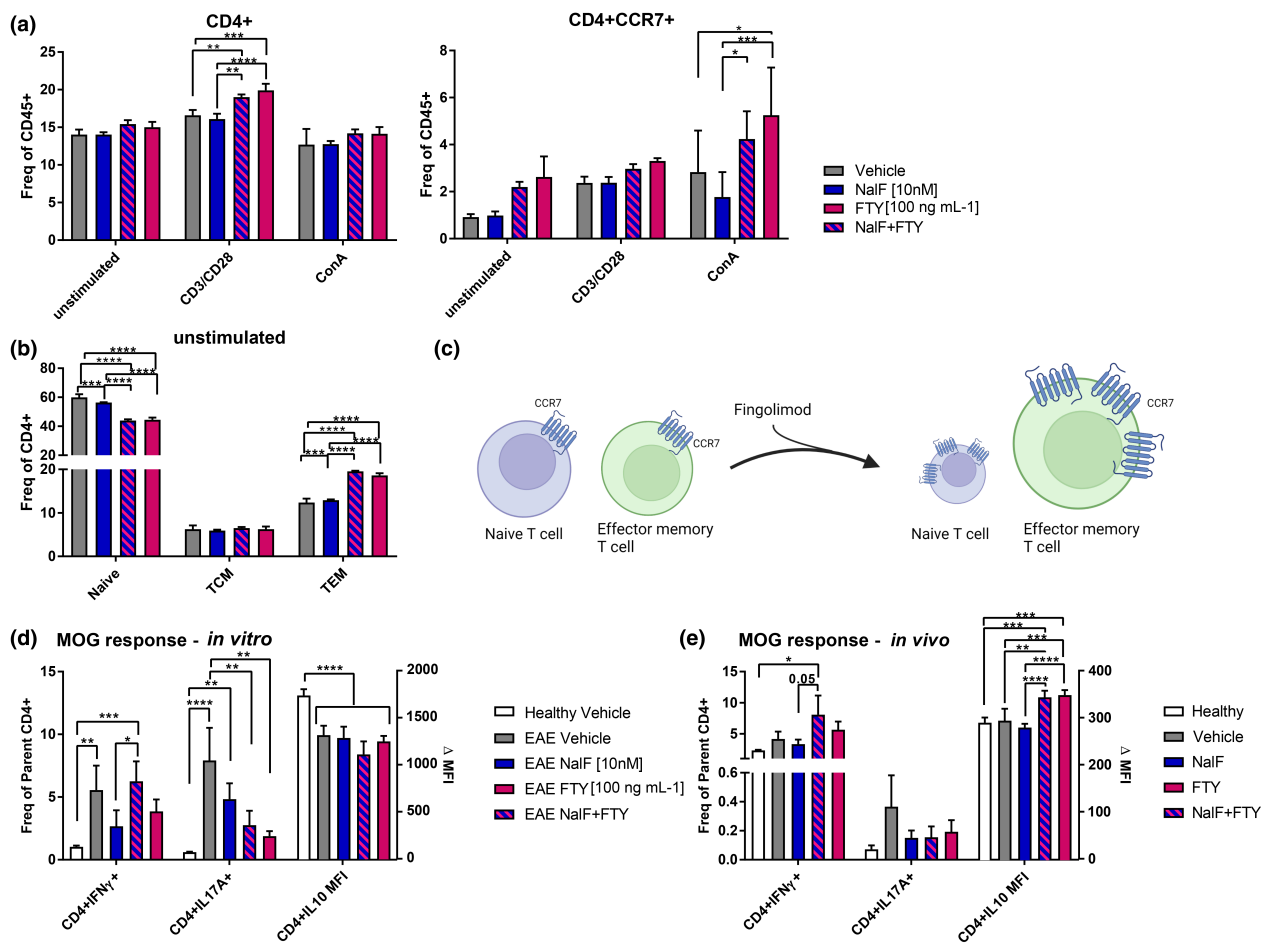 (a)
CD4+
25
20
15
10
5
0
Freq of CD45+
** *** ** ****
unstimulated
CD3/CD28
ConA
CD4+CCR7+
8
6
4
2
0
Freq of CD45+
* *** *
unstimulated
CD3/CD28
ConA
Vehicle
NalF [10nM]
FTY[100 ng mL-1]
NalF+FTY
(b)
unstimulated
80
60
40
20
20
10
0
Freq of CD4+
****
****
****
*** ****
****
****
****
*** ****
Naive
TCM
TEM
(c)
CCR7
CCR7
Naive T cell
Effector memory
T cell
Fingolimod
CCR7
Naive T cell
Effector memory
T cell
(d)
MOG response - in vitro
15
10
5
0
Freq of Parent CD4+
***
** *
**
**
**
****
****
2000
1500
1000
500
0
Δ MFI
CD4+IFNγ+
CD4+IL17A+
CD4+IL10 MFI
Healthy Vehicle
EAE Vehicle
EAE NalF [10nM]
EAE FTY[100 ng mL-1]
EAE NalF+FTY
(e)
MOG response - in vivo
15
10
5
0.6
0.4
0.2
0.0
Freq of Parent CD4+
*
0.05
***
***
***
**
****
****
400
300
200
100
0
Δ MFI
CD4+IFNγ+
CD4+IL17A+
CD4+IL10 MFI
Healthy
Vehicle
NalF
FTY
NalF+FTY